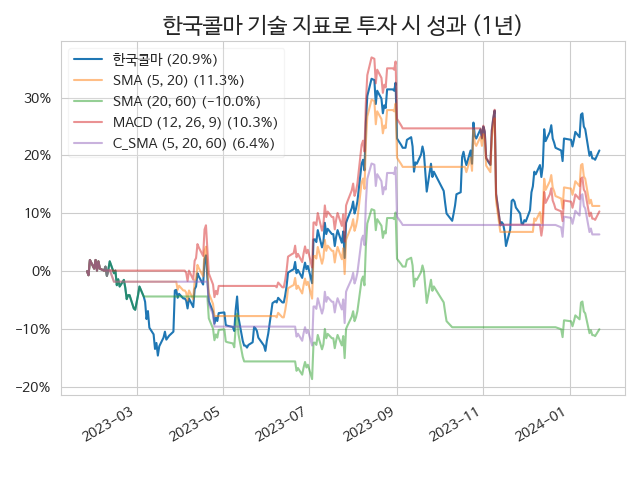 한국콜마 기술 지표로 투자 시 성과 (1년)
한국콜마 (20.9%)
SMA (5, 20) (11.3%)
SMA (20, 60) (−10.0%)
MACD (12, 26, 9) (10.3%)
C_SMA (5, 20, 60) (6.4%)
30%
20%
10%
0%
−10%
−20%
2023−03
2023−05
2023−07
2023−09
2023−11
2024−01